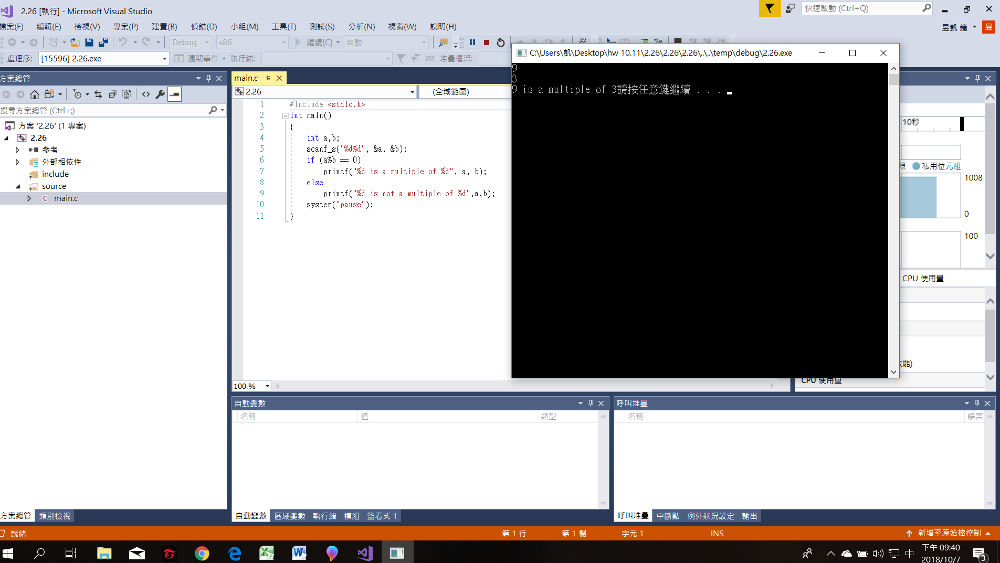 2.26 [執行] - Microsoft Visual Studio
快速啟動 (Ctrl+Q)
檔案(F) 編輯(E) 檢視(V) 專案(P) 建置(B) 偵錯(D) 小組(M) 工具(T) 測試(S) 分析(N) 視窗(W) 說明(H)
昱凱 鐘 昱
Debug x86 繼續(C) 自動
處理序: [15596] 2.26.exe 週期事件 執行緒: 堆疊框架:
C:\Users\凱\Desktop\hw 10.11\2.26\2.26\2.26\..\..\temp\debug\2.26.exe
9
3
9 is a multiple of 3請按任意鍵繼續 . . .
方案總管
搜尋方案總管 (Ctrl+;)
方案 '2.26' (1 專案)
2.26
參考
外部相依性
include
source
main.c
方案總管 類別檢視
main.c
2.26 (全域範圍)
1 #include <stdio.h>
2 int main()
3 {
4 int a,b;
5 scanf_s("%d%d", &a, &b);
6 if (a%b == 0)
7 printf("%d is a multiple of %d", a, b);
8 else
9 printf("%d is not a multiple of %d",a,b);
10 system("pause");
11 }
100 %
10秒
照 私用位元組
1008
0
100
CPU 使用量
效能)
CPU 使用量
自動變數
名稱 值 類型
自動變數 區域變數 執行緒 模組 監看式 1
呼叫堆疊
名稱 語言
呼叫堆疊 中斷點 例外狀況設定 輸出
就緒 第 1 行 第 1 欄 字元 1 INS 新增至原始檔控制
中
下午 09:40
2018/10/7
3